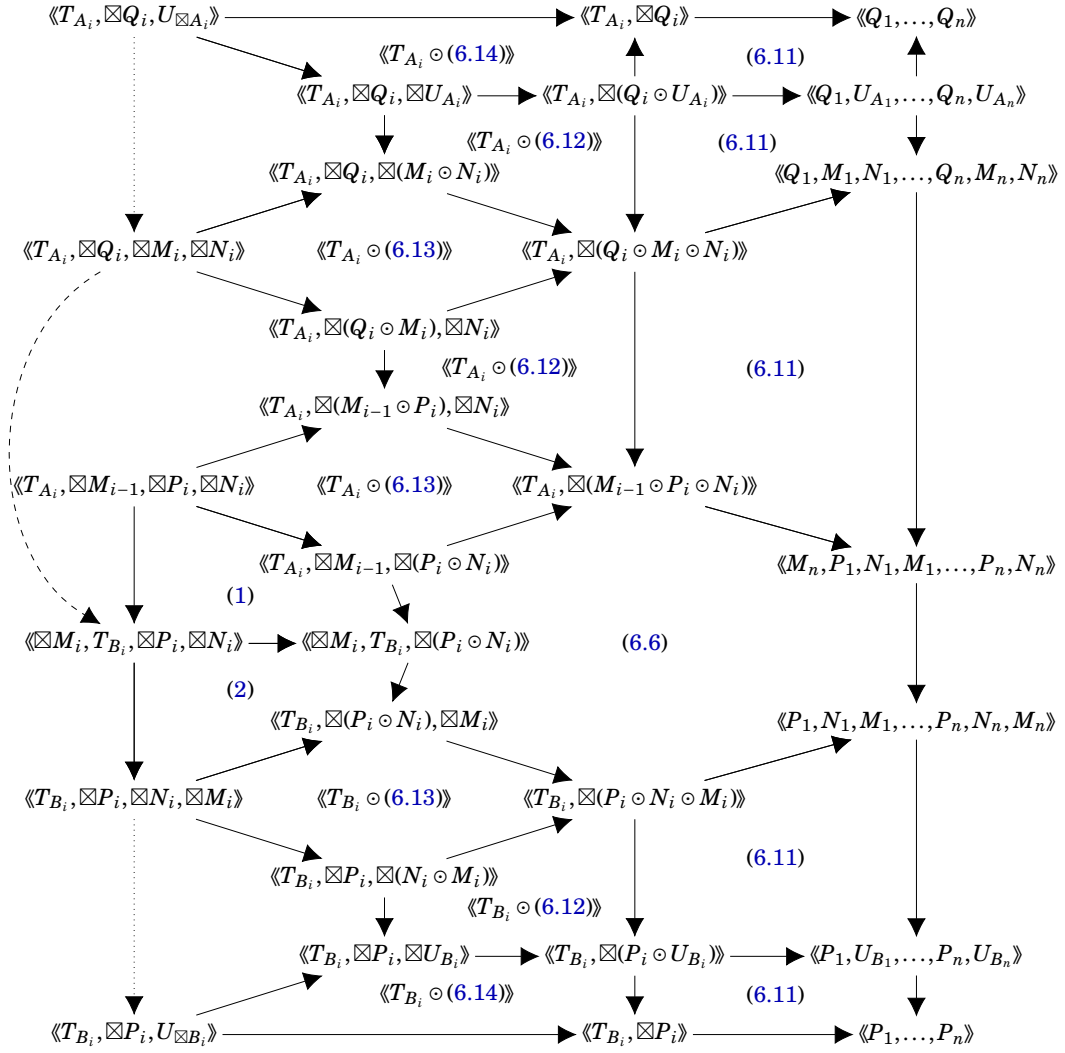 ⟪T_{A_i}, ⊠Q_i, U_{⊠A_i}⟫ ⟪T_{A_i}, ⊠Q_i⟫ ⟪Q_1,…,Q_n⟫
⟪T_{A_i} ⊙ (6.14)⟫ (6.11)
⟪T_{A_i}, ⊠Q_i, ⊠U_{A_i}⟫ ⟪T_{A_i}, ⊠(Q_i ⊙ U_{A_i})⟫ ⟪Q_1, U_{A_1},…,Q_n, U_{A_n}⟫
⟪T_{A_i} ⊙ (6.12)⟫ (6.11)
⟪T_{A_i}, ⊠Q_i, ⊠(M_i ⊙ N_i)⟫ ⟪Q_1, M_1, N_1,…,Q_n, M_n, N_n⟫
⟪T_{A_i}, ⊠Q_i, ⊠M_i, ⊠N_i⟫ ⟪T_{A_i} ⊙ (6.13)⟫ ⟪T_{A_i}, ⊠(Q_i ⊙ M_i ⊙ N_i)⟫
⟪T_{A_i}, ⊠(Q_i ⊙ M_i), ⊠N_i⟫
⟪T_{A_i} ⊙ (6.12)⟫ (6.11)
⟪T_{A_i}, ⊠(M_{i−1} ⊙ P_i), ⊠N_i⟫
⟪T_{A_i}, ⊠M_{i−1}, ⊠P_i, ⊠N_i⟫ ⟪T_{A_i} ⊙ (6.13)⟫ ⟪T_{A_i}, ⊠(M_{i−1} ⊙ P_i ⊙ N_i)⟫
⟪T_{A_i}, ⊠M_{i−1}, ⊠(P_i ⊙ N_i)⟫ ⟪M_n, P_1, N_1, M_1,…,P_n, N_n⟫
(1)
⟪⊠M_i, T_{B_i}, ⊠P_i, ⊠N_i⟫ ⟪⊠M_i, T_{B_i}, ⊠(P_i ⊙ N_i)⟫ (6.6)
(2)
⟪T_{B_i}, ⊠(P_i ⊙ N_i), ⊠M_i⟫ ⟪P_1, N_1, M_1,…,P_n, N_n, M_n⟫
⟪T_{B_i}, ⊠P_i, ⊠N_i, ⊠M_i⟫ ⟪T_{B_i} ⊙ (6.13)⟫ ⟪T_{B_i}, ⊠(P_i ⊙ N_i ⊙ M_i)⟫
(6.11)
⟪T_{B_i}, ⊠P_i, ⊠(N_i ⊙ M_i)⟫
⟪T_{B_i} ⊙ (6.12)⟫
⟪T_{B_i}, ⊠P_i, ⊠U_{B_i}⟫ ⟪T_{B_i}, ⊠(P_i ⊙ U_{B_i})⟫ ⟪P_1, U_{B_1},…,P_n, U_{B_n}⟫
⟪T_{B_i} ⊙ (6.14)⟫ (6.11)
⟪T_{B_i}, ⊠P_i, U_{⊠B_i}⟫ ⟪T_{B_i}, ⊠P_i⟫ ⟪P_1,…,P_n⟫